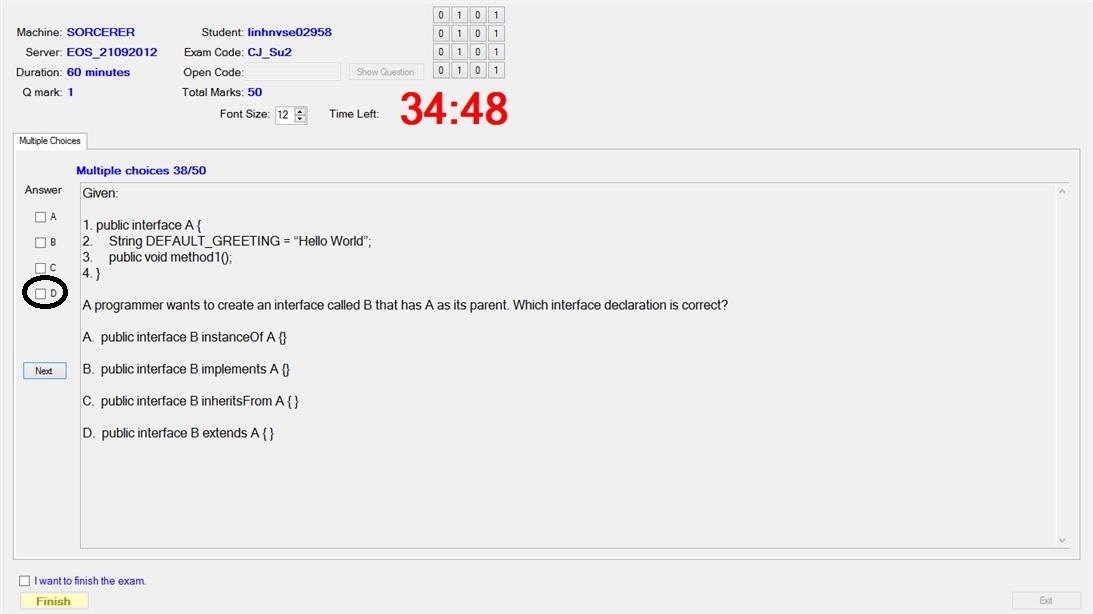 0 1 0 1
0 1 0 1
0 1 0 1
0 1 0 1
Machine: SORCERER
Student: linhnvse02958
Server: EOS_21092012
Exam Code: CJ_Su2
Duration: 60 minutes
Open Code:
Show Question
Q mark: 1
Total Marks: 50
Font Size: 12
Time Left: 34:48
Multiple Choices
Multiple choices 38/50
Answer
A
B
C
D
Next
Given:
1. public interface A {
2. String DEFAULT_GREETING = “Hello World”;
3. public void method1();
4. }
A programmer wants to create an interface called B that has A as its parent. Which interface declaration is correct?
A. public interface B instanceOf A {}
B. public interface B implements A {}
C. public interface B inheritsFrom A { }
D. public interface B extends A { }
I want to finish the exam.
Finish
Exit